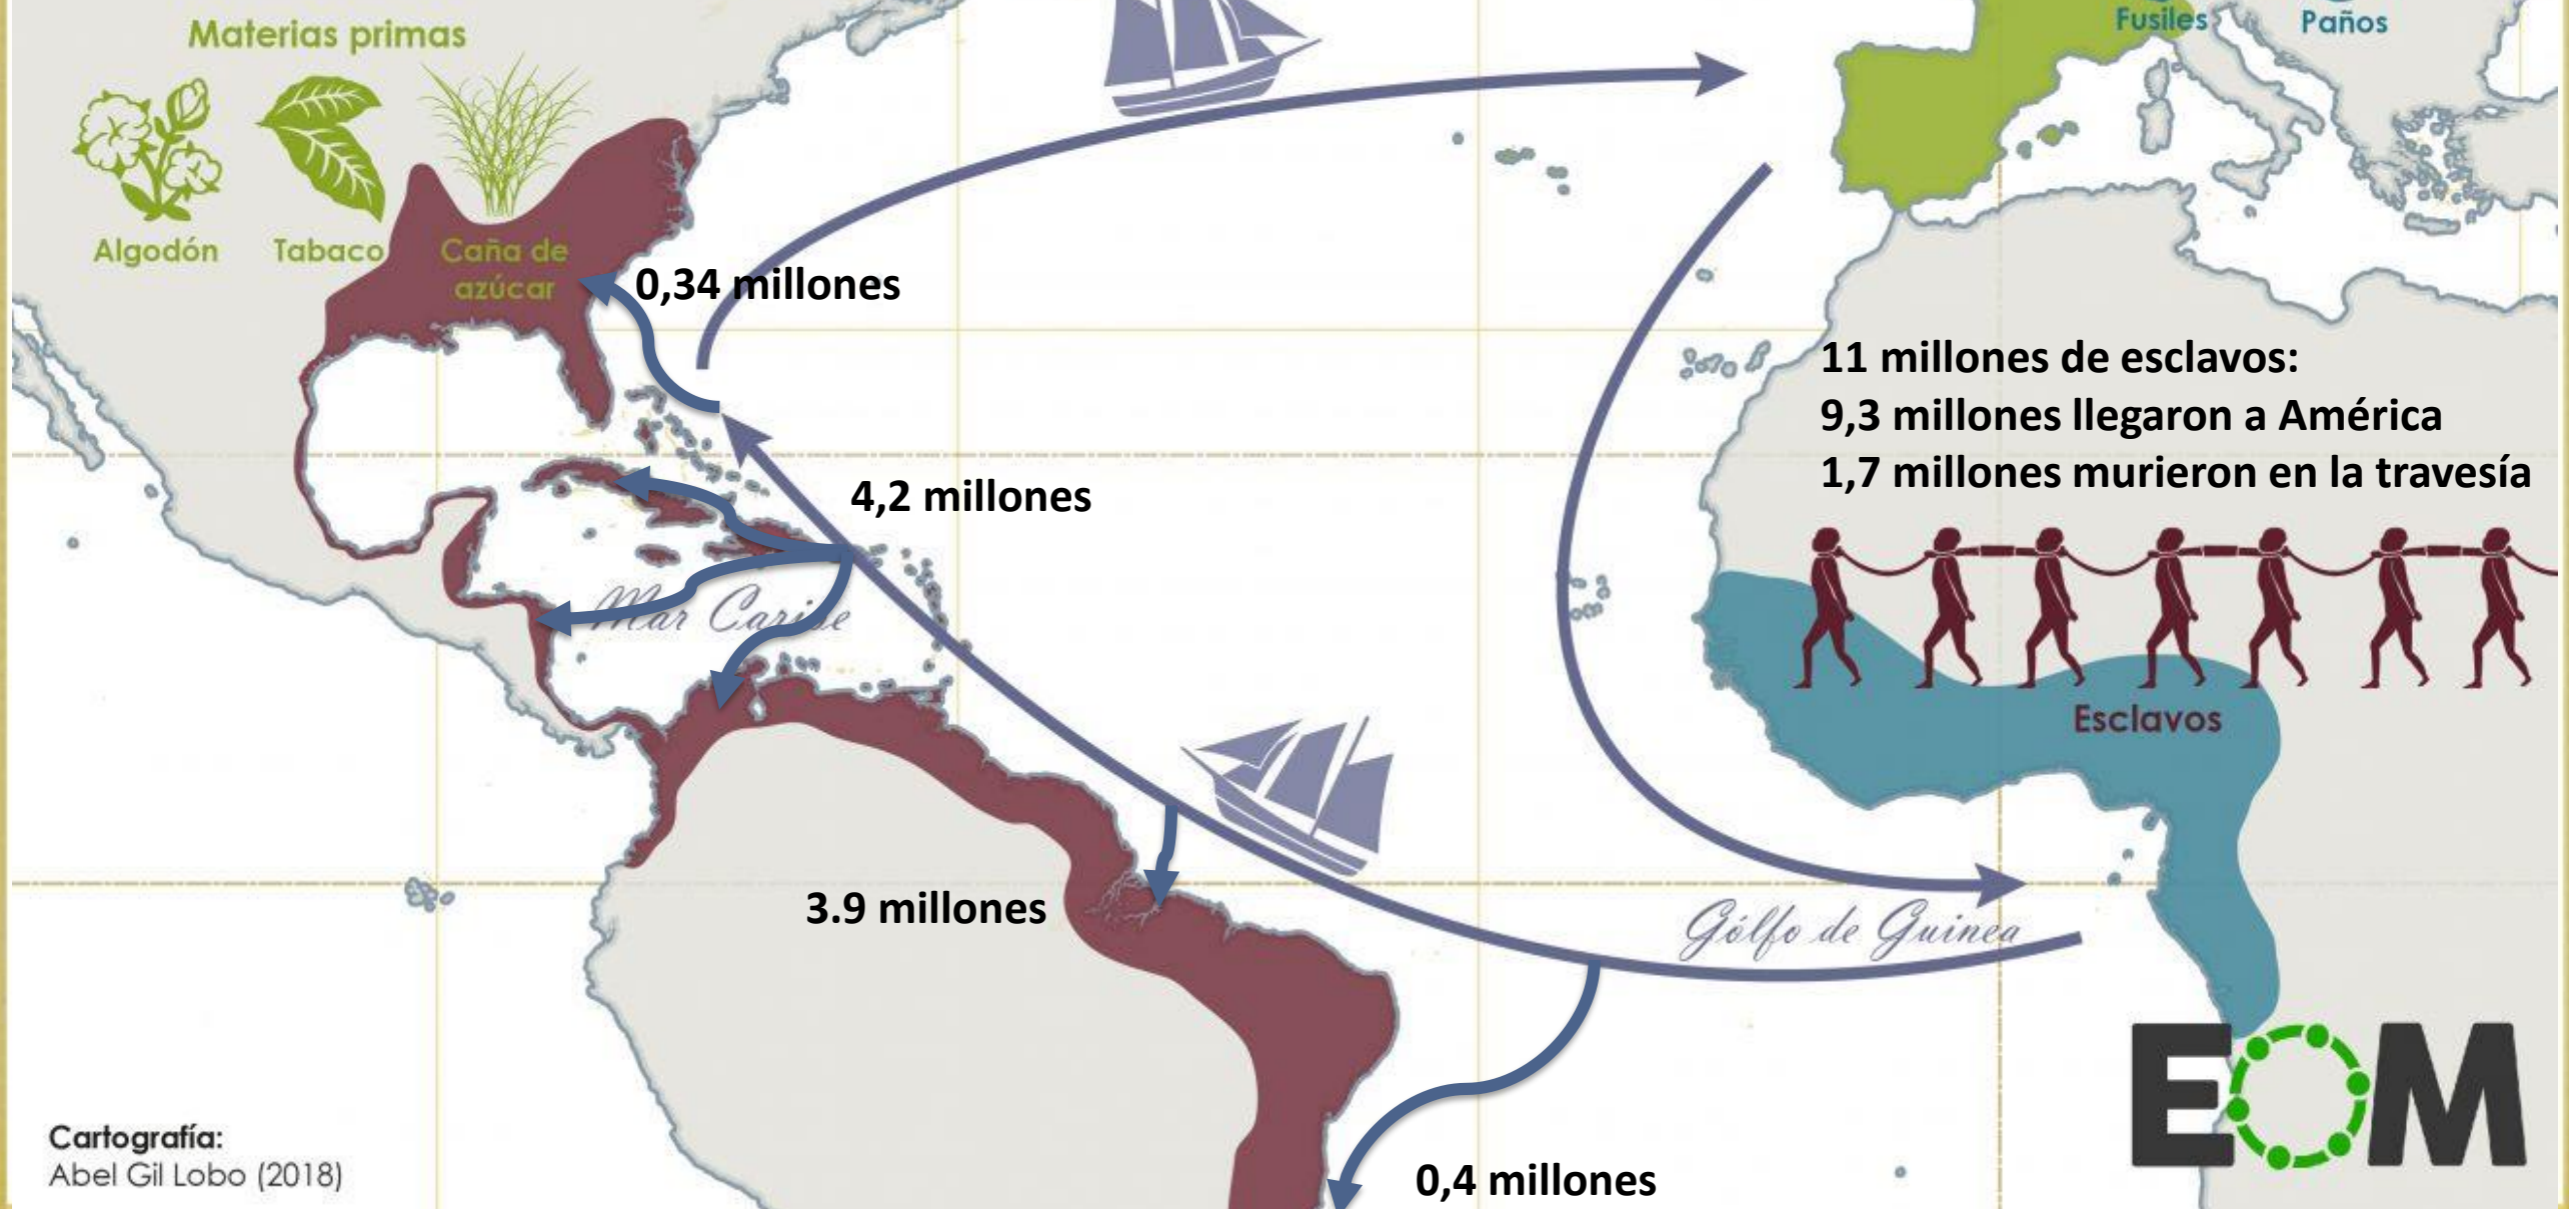 Materias primas
Fusiles
Paños
Algodón
Tabaco
Caña de
azúcar
0,34 millones
11 millones de esclavos:
9,3 millones llegaron a América
1,7 millones murieron en la travesía
4,2 millones
Mar Caribe
Esclavos
3.9 millones
Gólfo de Guinea
EOM
Cartografía:
Abel Gil Lobo (2018)
0,4 millones